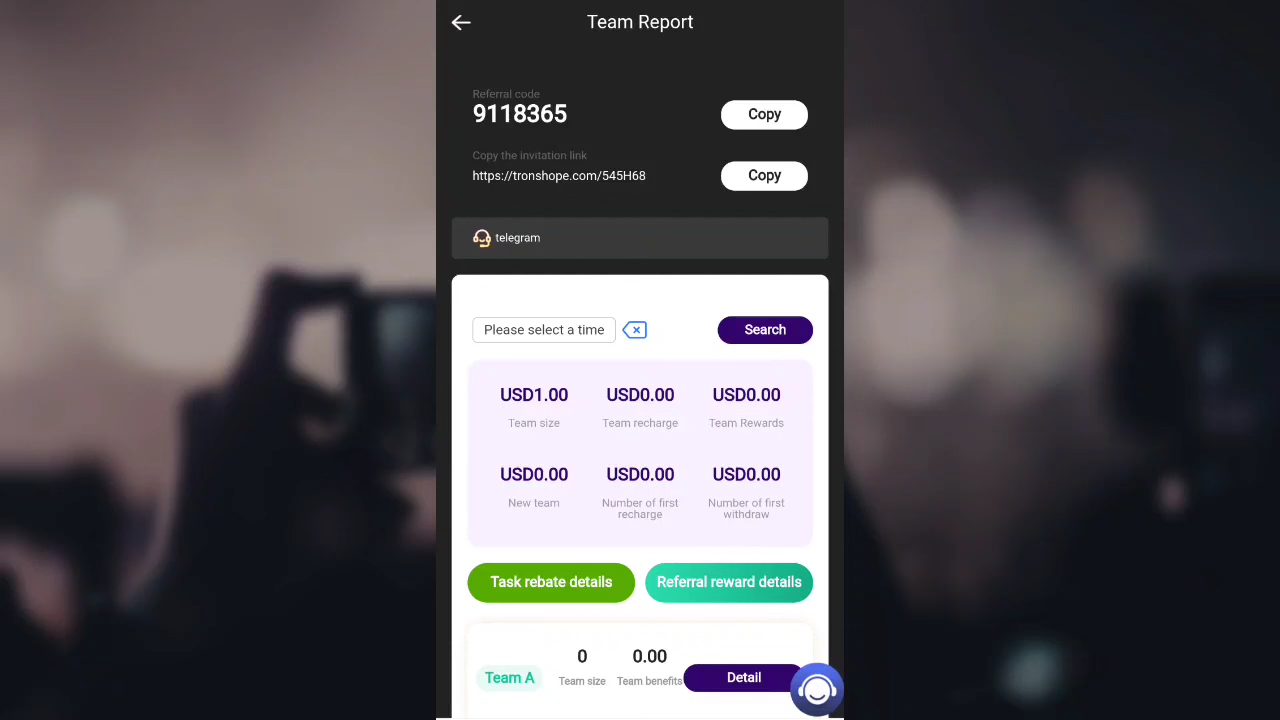 Team Report
Referral code
9118365
Copy
Copy the invitation link
https://tronshope.com/545H68
Copy
telegram
Please select a time
Search
USD1.00 USD0.00 USD0.00
Team size Team recharge Team Rewards
USD0.00 USD0.00 USD0.00
New team Number of first Number of first
recharge withdraw
Task rebate details Referral reward details
0 0.00
Team A Team size Team benefits Detail